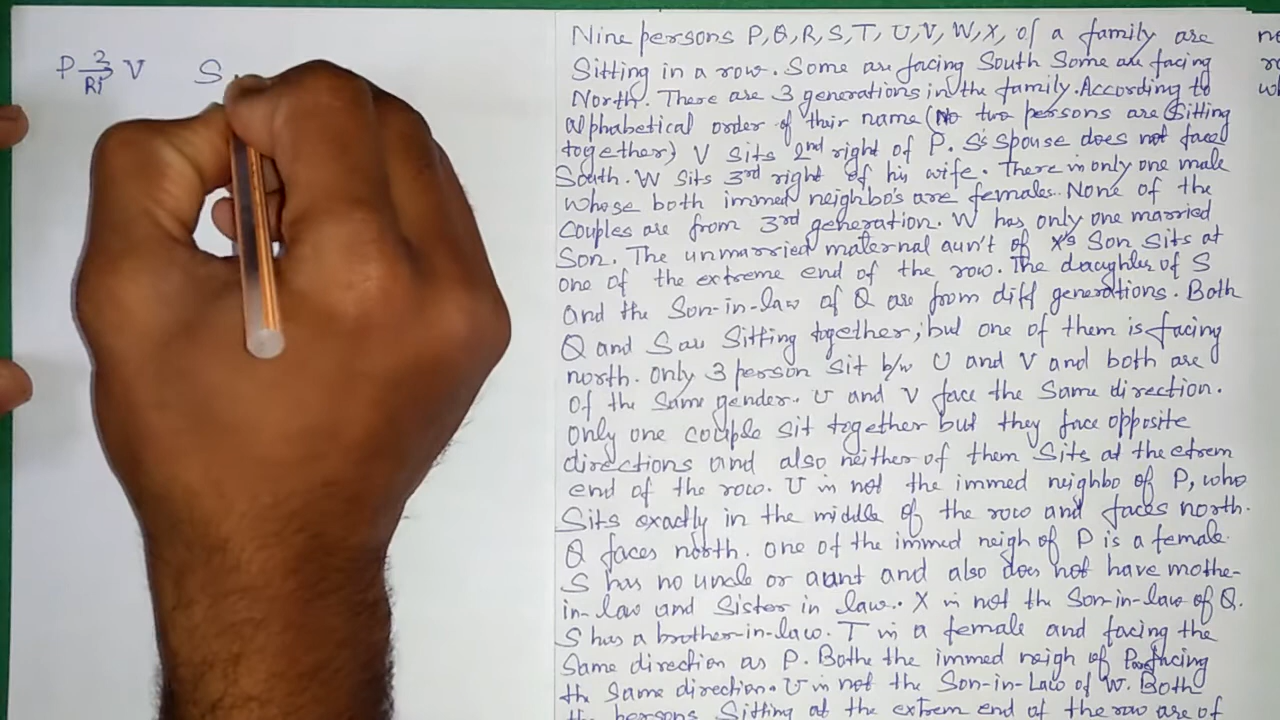 P 2 Ri V S
Nine persons P,Q,R,S,T,U,V,W,X, of a family are
Sitting in a row. Some are facing South Some are facing
North. There are 3 generations in the family. According to
alphabetical order of their name (No two persons are Sitting
together) V Sits 2nd right of P. S's Spouse does not face
South. W Sits 3rd right of his wife. There is only one male
whose both immed neighbo's are females. None of the
Couples are from 3rd generation. W has only one married
Son. The unmarried maternal aun't of X's Son Sits at
one of the extreme end of the row. The daughter of S
and the Son-in-law of Q are from diff generations. Both
Q and S are Sitting together, but one of them is facing
north. Only 3 person Sit b/w U and V and both are
of the Same gender. U and V face the Same direction.
Only one couple Sit together but they face opposite
directions and also neither of them Sits at the etrem
end of the row. U is not the immed neighbo of P, who
Sits exactly in the middle of the row and faces north.
Q faces north. One of the immed neigh of P is a female.
S has no uncle or aunt and also does not have mothe-
in-law and Sister in law. X is not the Son-in-law of Q.
S has a brother-in-law. T is a female and facing the
Same direction as P. Bothe the immed neigh of P are facing
the Same direction. U is not the Son-in-Law of W. Both
the persons Sitting at the extrem end of the row are of
ro